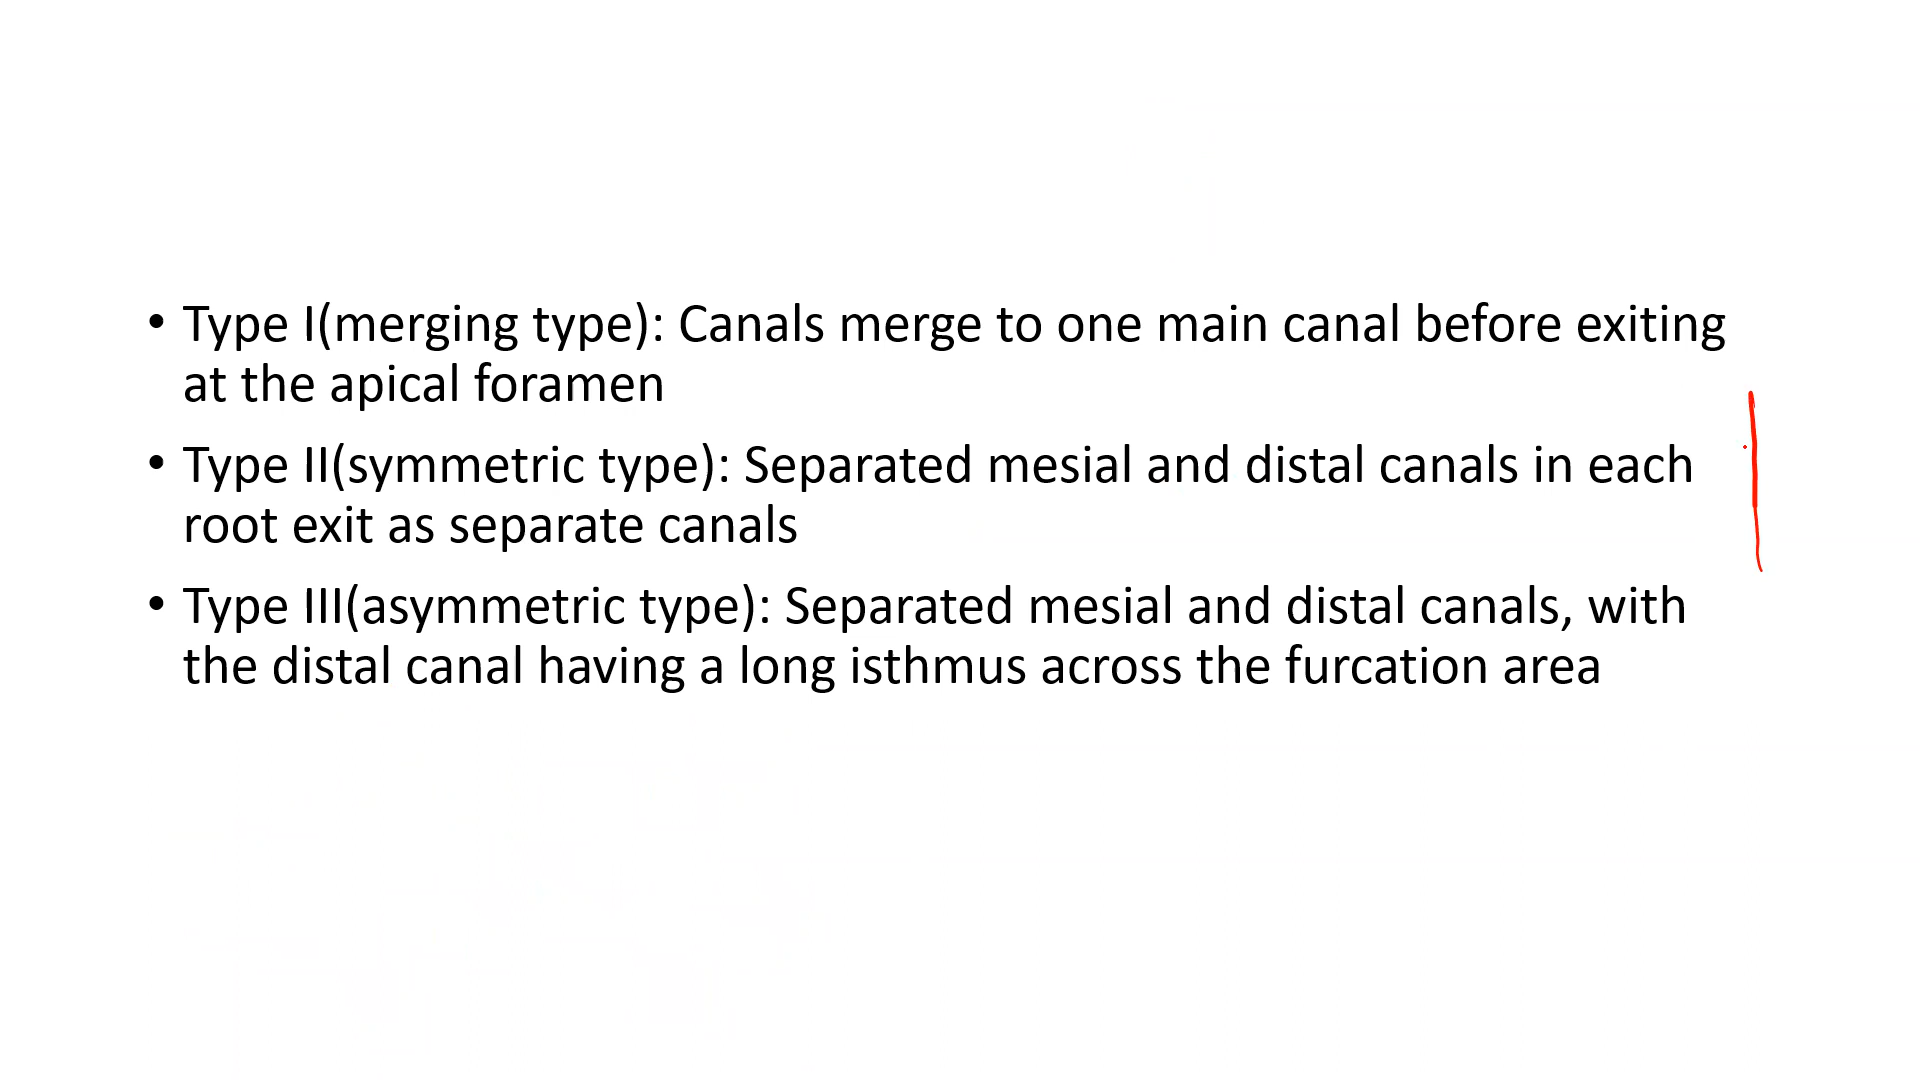 • Type I(merging type): Canals merge to one main canal before exiting
at the apical foramen
• Type II(symmetric type): Separated mesial and distal canals in each
root exit as separate canals
• Type III(asymmetric type): Separated mesial and distal canals, with
the distal canal having a long isthmus across the furcation area